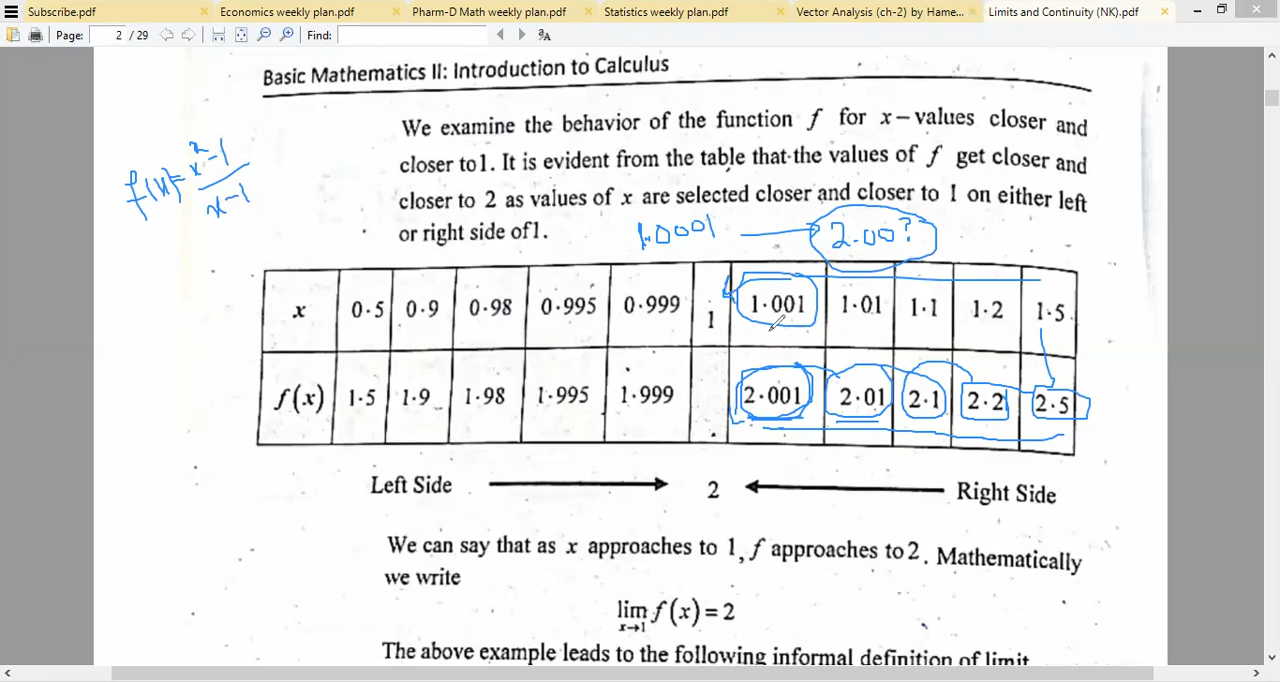 Subscribe.pdf Economics weekly plan.pdf Pharm-D Math weekly plan.pdf Statistics weekly plan.pdf Vector Analysis (ch-2) by Hame... Limits and Continuity (NK).pdf
Page: 2 / 29 Find:
Basic Mathematics II: Introduction to Calculus
We examine the behavior of the function f for x – values closer and
closer to1. It is evident from the table that the values of f get closer and
closer to 2 as values of x are selected closer and closer to 1 on either left
or right side of1.
f(x)= x²-1 / x-1
1.0001 2.00?
x 0·5 0·9 0·98 0·995 0·999 1 1·001 1·01 1·1 1·2 1·5
f(x) 1·5 1·9 1·98 1·995 1·999 2·001 2·01 2·1 2·2 2·5
Left Side 2 Right Side
We can say that as x approaches to 1, f approaches to 2. Mathematically
we write
lim x→1 f(x) = 2
The above example leads to the following informal definition of limit